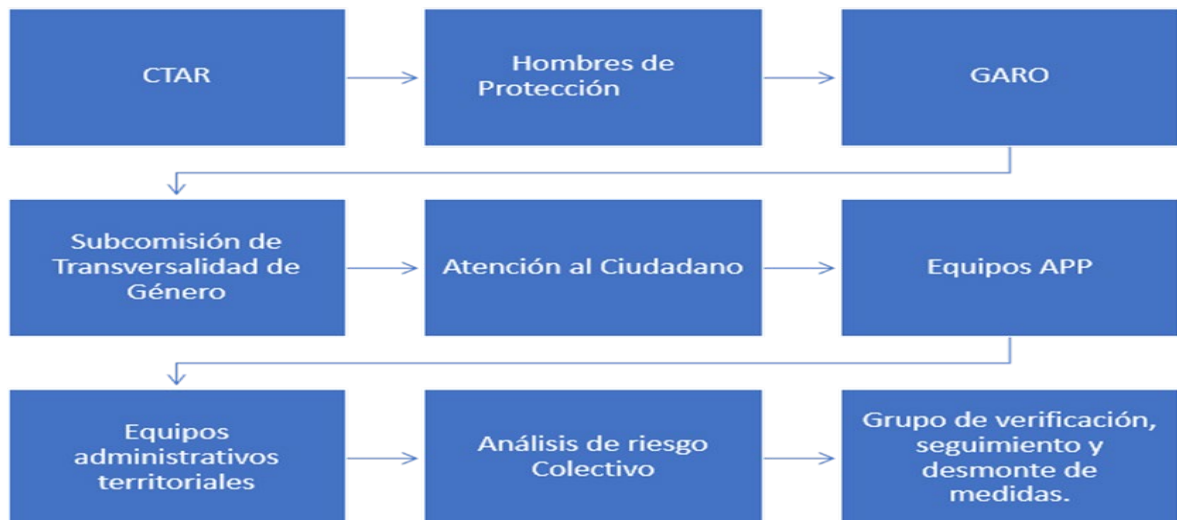 CTAR
Hombres de
Protección
GARO
Subcomisión de
Transversalidad de
Género
Atención al Ciudadano
Equipos APP
Equipos
administrativos
territoriales
Análisis de riesgo
Colectivo
Grupo de verificación,
seguimiento y
desmonte de
medidas.